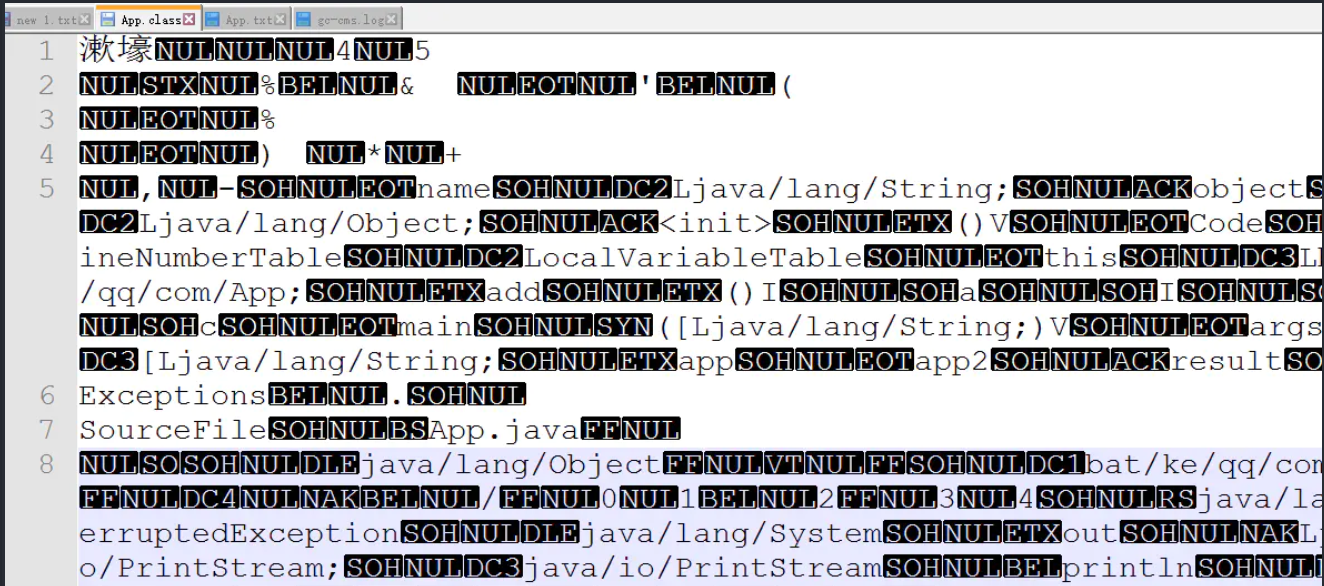 new 1.txt App.class App.txt gc-cms.log
1 漱壕NULNULNUL4NUL5
2 NULSTXNUL%BELNUL& NULEOTNUL'BELNUL(
3 NULEOTNUL%
4 NULEOTNUL) NUL*NUL+
5 NUL,NUL-SOHNULEOTnameSOHNULDC2Ljava/lang/String;SOHNULACKobjectS
DC2Ljava/lang/Object;SOHNULACK<init>SOHNULETX()VSOHNULEOTCodeSOH
ineNumberTableSOHNULDC2LocalVariableTableSOHNULEOTthisSOHNULDC3L
/qq/com/App;SOHNULETXaddSOHNULETX()ISOHNULSOHaSOHNULSOHISOHNULSO
NULSOHcSOHNULEOTmainSOHNULSYN([Ljava/lang/String;)VSOHNULEOTargs
DC3[Ljava/lang/String;SOHNULETXappSOHNULEOTapp2SOHNULACKresultSO
6 ExceptionsBELNUL.SOHNUL
7 SourceFileSOHNULBSApp.javaFFNUL
8 NULSOSOHNULDLEjava/lang/ObjectFFNULVTNULFFSOHNULDC1bat/ke/qq/com
FFNULDC4NULNAKBELNUL/FFNUL0NUL1BELNUL2FFNUL3NUL4SOHNULRSjava/la
erruptedExceptionSOHNULDLEjava/lang/SystemSOHNULETXoutSOHNULNAKL
o/PrintStream;SOHNULDC3java/io/PrintStreamSOHNULBELprintlnSOHNUL